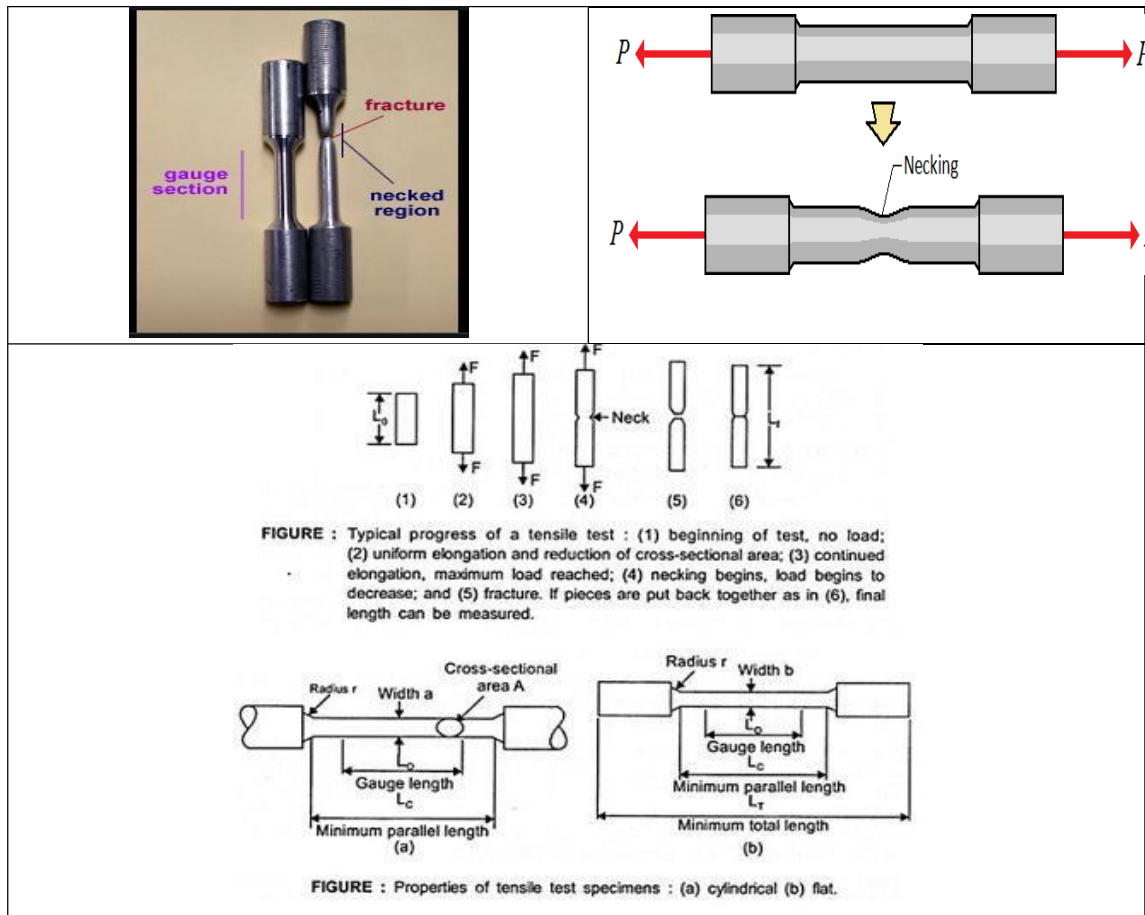 fracture
gauge
section
necked
region
P
P
Necking
P
F
F
F
L0
Neck
Lf
F
F
F
(1)
(2)
(3)
(4)
(5)
(6)
FIGURE : Typical progress of a tensile test : (1) beginning of test, no load;
(2) uniform elongation and reduction of cross-sectional area; (3) continued
elongation, maximum load reached; (4) necking begins, load begins to
decrease; and (5) fracture. If pieces are put back together as in (6), final
length can be measured.
Cross-sectional
area A
Radius r
Width a
LO
Gauge length
LC
Minimum parallel length
(a)
Radius r
Width b
LO
Gauge length
LC
Minimum parallel length
LT
Minimum total length
(b)
FIGURE : Properties of tensile test specimens : (a) cylindrical (b) flat.